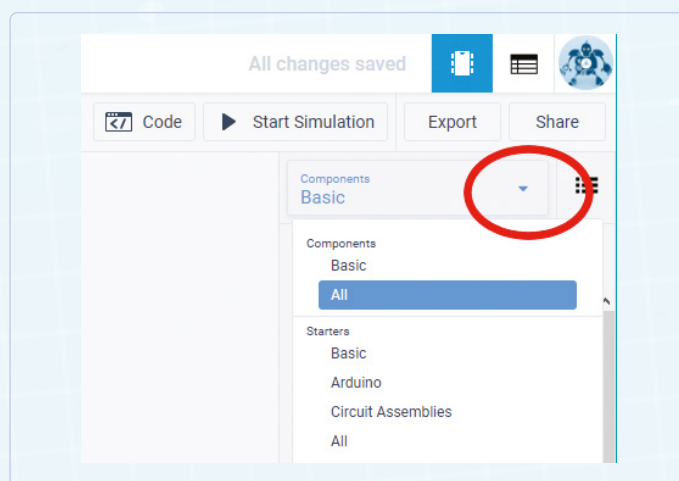 All changes saved
Code Start Simulation Export Share
Components
Basic
Components
Basic
All
Starters
Basic
Arduino
Circuit Assemblies
All